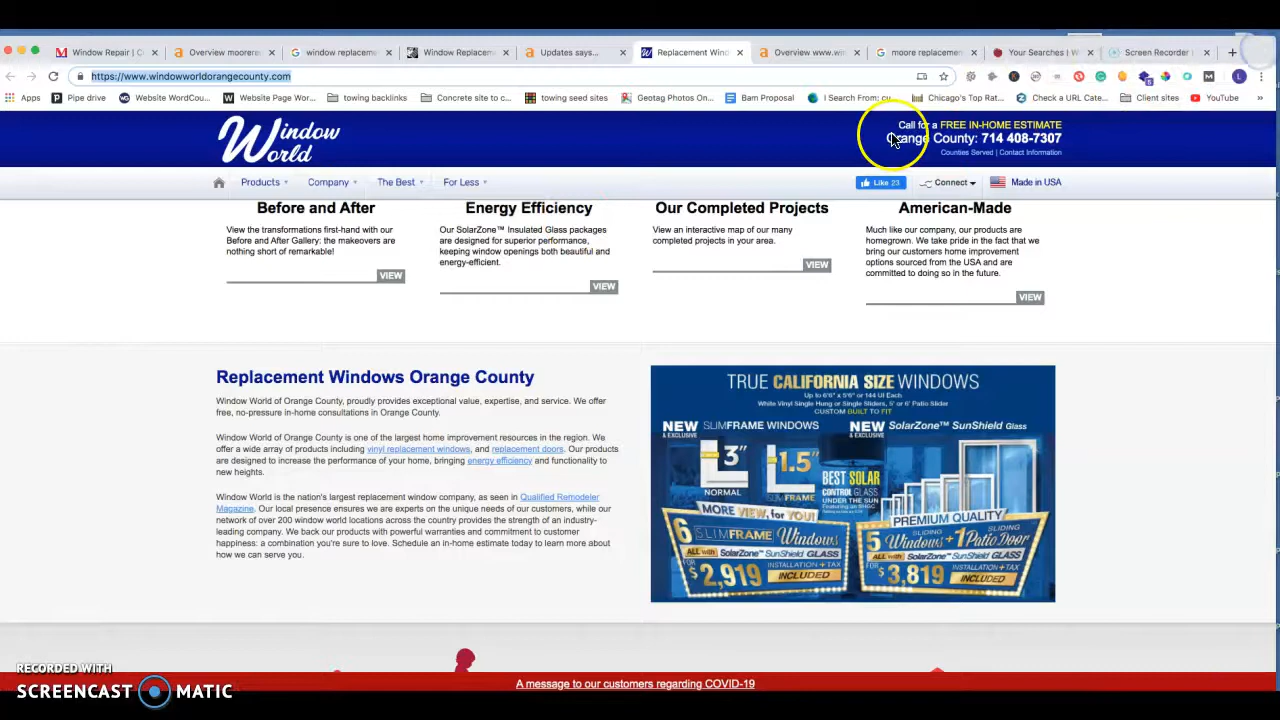 Window Repair | C
Overview moorere
window replaceme
Window Replacem
Updates says...
Replacement Wind
Overview www.win
moore replacemen
Your Searches | W
Screen Recorder
https://www.windowworldorangecounty.com
Apps
Pipe drive
Website WordCou...
Website Page Wor...
towing backlinks
Concrete site to c...
towing seed sites
Geotag Photos On...
Bam Proposal
I Search From: cu...
Chicago's Top Rat...
Check a URL Cate...
Client sites
YouTube
Window
World
Call for a FREE IN-HOME ESTIMATE
Orange County: 714 408-7307
Counties Served | Contact Information
Products
Company
The Best
For Less
Like 23
Connect
Made in USA
Before and After
View the transformations first-hand with our
Before and After Gallery: the makeovers are
nothing short of remarkable!
VIEW
Energy Efficiency
Our SolarZone™ Insulated Glass packages
are designed for superior performance,
keeping window openings both beautiful and
energy-efficient.
VIEW
Our Completed Projects
View an interactive map of our many
completed projects in your area.
VIEW
American-Made
Much like our company, our products are
homegrown. We take pride in the fact that we
bring our customers home improvement
options sourced from the USA and are
committed to doing so in the future.
VIEW
Replacement Windows Orange County
Window World of Orange County, proudly provides exceptional value, expertise, and service. We offer
free, no-pressure in-home consultations in Orange County.
Window World of Orange County is one of the largest home improvement resources in the region. We
offer a wide array of products including vinyl replacement windows, and replacement doors. Our products
are designed to increase the performance of your home, bringing energy efficiency and functionality to
new heights.
Window World is the nation's largest replacement window company, as seen in Qualified Remodeler
Magazine. Our local presence ensures we are experts on the unique needs of our customers, while our
network of over 200 window world locations across the country provides the strength of an industry-
leading company. We back our products with powerful warranties and commitment to customer
happiness: a combination you're sure to love. Schedule an in-home estimate today to learn more about
how we can serve you.
TRUE CALIFORNIA SIZE WINDOWS
Up to 6'6" x 5'6" or 144 UI Each
White Vinyl Single Hung or Single Sliders, 5' or 6' Patio Slider
CUSTOM BUILT TO FIT
NEW & EXCLUSIVE SLIMFRAME WINDOWS
NEW & EXCLUSIVE SolarZone™ SunShield Glass
3"
NORMAL
1.5"
SLIMFRAME
BEST SOLAR
CONTROL GLASS
UNDER THE SUN
MORE VIEW, for YOU!
PREMIUM QUALITY
6 SLIMFRAME Windows
ALL with SolarZone™ SunShield GLASS
FOR $2,919 INSTALLATION+TAX INCLUDED
5 SLIDING Windows + 1 SLIDING Patio Door
ALL with SolarZone™ SunShield GLASS
FOR $3,819 INSTALLATION+TAX INCLUDED
A message to our customers regarding COVID-19
RECORDED WITH
SCREENCAST MATIC